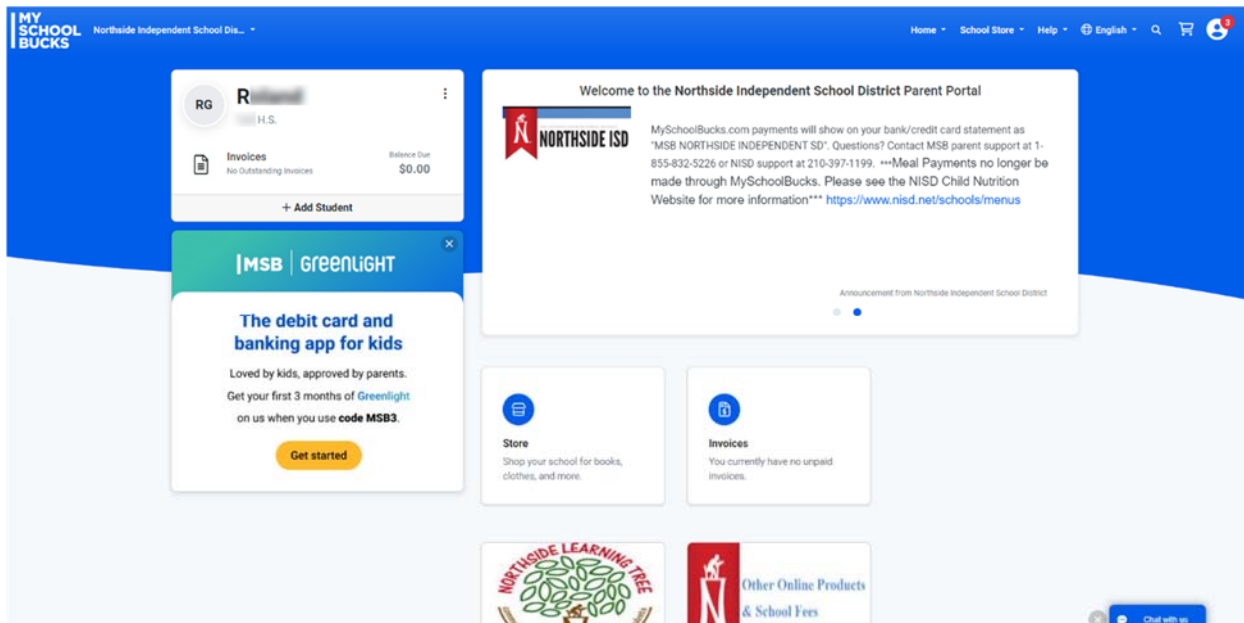 MY
SCHOOL
BUCKS
Northside Independent School Dis...
Home
School Store
Help
English
3
RG
R
H.S.
Invoices
No Outstanding Invoices
Balance Due
$0.00
+ Add Student
MSB | GREENLIGHT
The debit card and
banking app for kids
Loved by kids, approved by parents.
Get your first 3 months of Greenlight
on us when you use code MSB3.
Get started
Welcome to the Northside Independent School District Parent Portal
N NORTHSIDE ISD
MySchoolBucks.com payments will show on your bank/credit card statement as
"MSB NORTHSIDE INDEPENDENT SD". Questions? Contact MSB parent support at 1-
855-832-5226 or NISD support at 210-397-1199. ***Meal Payments no longer be
made through MySchoolBucks. Please see the NISD Child Nutrition
Website for more information*** https://www.nisd.net/schools/menus
Announcement from Northside Independent School District
Store
Shop your school for books,
clothes, and more.
Invoices
You currently have no unpaid
invoices.
NORTHSIDE LEARNING TREE
N
Other Online Products
& School Fees
Chat with us